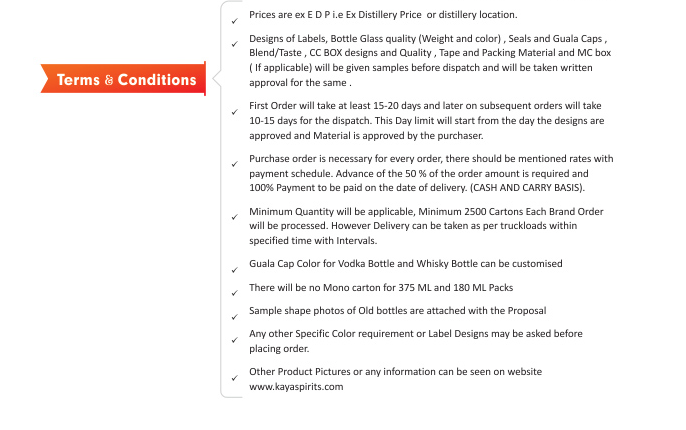 Prices are ex E D P i.e Ex Distillery Price or distillery location.
Designs of Labels, Bottle Glass quality (Weight and color) , Seals and Guala Caps ,
Blend/Taste , CC BOX designs and Quality , Tape and Packing Material and MC box
( If applicable) will be given samples before dispatch and will be taken written
approval for the same .
Terms & Conditions
First Order will take at least 15-20 days and later on subsequent orders will take
10-15 days for the dispatch. This Day limit will start from the day the designs are
approved and Material is approved by the purchaser.
Purchase order is necessary for every order, there should be mentioned rates with
payment schedule. Advance of the 50 % of the order amount is required and
100% Payment to be paid on the date of delivery. (CASH AND CARRY BASIS).
Minimum Quantity will be applicable, Minimum 2500 Cartons Each Brand Order
will be processed. However Delivery can be taken as per truckloads within
specified time with Intervals.
Guala Cap Color for Vodka Bottle and Whisky Bottle can be customised
There will be no Mono carton for 375 ML and 180 ML Packs
Sample shape photos of Old bottles are attached with the Proposal
Any other Specific Color requirement or Label Designs may be asked before
placing order.
Other Product Pictures or any information can be seen on website
www.kayaspirits.com